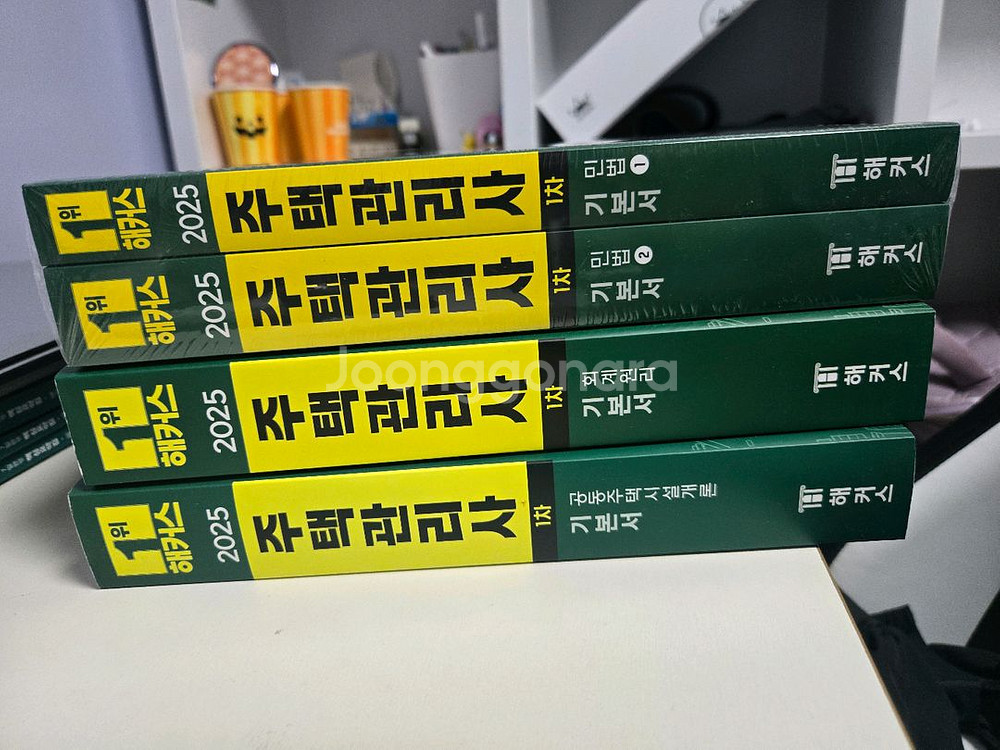 1위
해커스
2025
주택관리사
1차
민법 1
기본서
해커스
1위
해커스
2025
주택관리사
1차
민법 2
기본서
해커스
1위
해커스
2025
주택관리사
1차
회계원리
기본서
해커스
1위
해커스
2025
주택관리사
1차
공동주택시설개론
기본서
해커스
Joonggonara